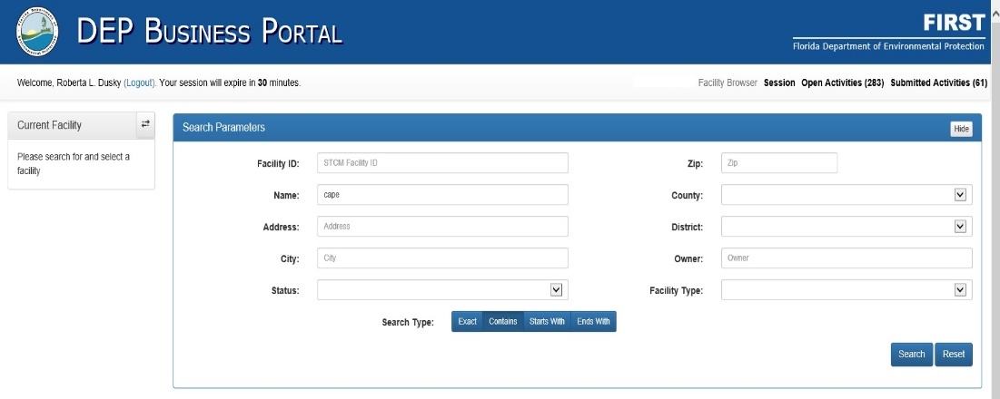 DEP BUSINESS PORTAL
FIRST
Florida Department of Environmental Protection
Welcome, Roberta L. Dusky (Logout). Your session will expire in 30 minutes.
Facility Browser Session Open Activities (283) Submitted Activities (61)
Current Facility
Please search for and select a
facility
Search Parameters
Hide
Facility ID: STCM Facility ID
Zip: Zip
Name: cape
County:
Address: Address
District:
City: City
Owner: Owner
Status:
Facility Type:
Search Type: Exact Contains Starts With Ends With
Search Reset